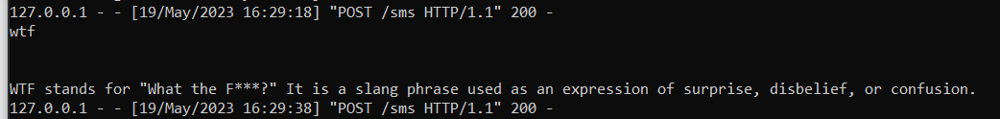 127.0.0.1 - - [19/May/2023 16:29:18] "POST /sms HTTP/1.1" 200 -
wtf
WTF stands for "What the F***?" It is a slang phrase used as an expression of surprise, disbelief, or confusion.
127.0.0.1 - - [19/May/2023 16:29:38] "POST /sms HTTP/1.1" 200 -